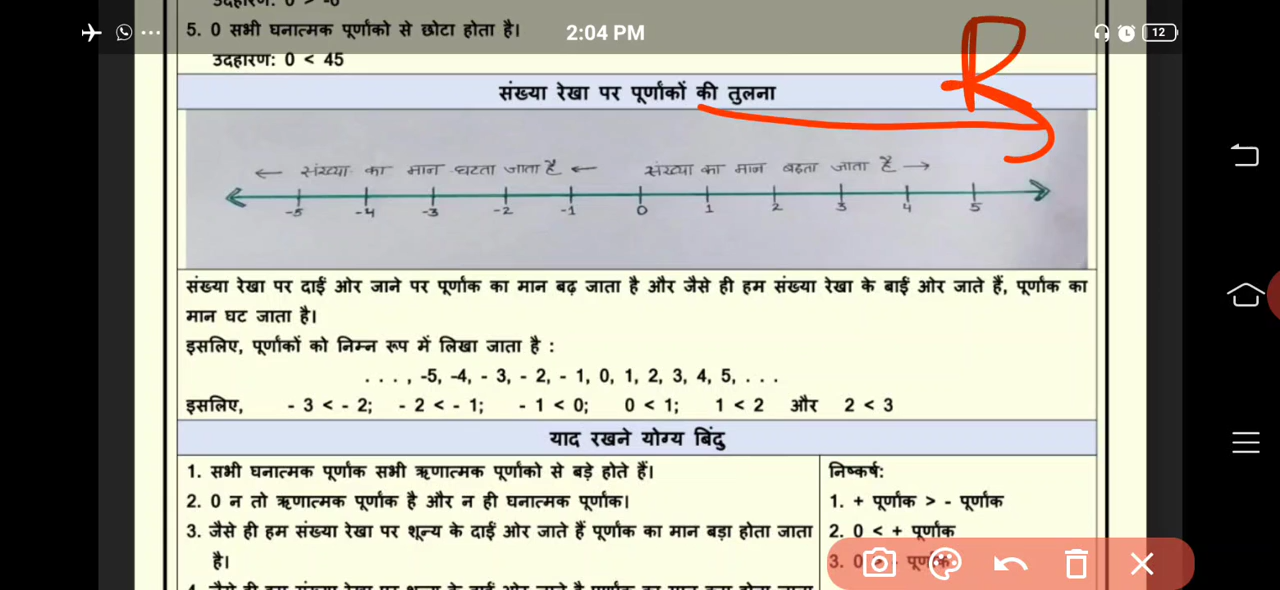 5. 0 सभी घनात्मक पूर्णांको से छोटा होता है।
2:04 PM
12
उदहारण: 0 < 45
R
संख्या रेखा पर पूर्णांकों की तुलना
← संख्या का मान घटता जाता है ← संख्या का मान बढ़ता जाता है →
-5 -4 -3 -2 -1 0 1 2 3 4 5
संख्या रेखा पर दाईं ओर जाने पर पूर्णांक का मान बढ़ जाता है और जैसे ही हम संख्या रेखा के बाईं ओर जाते हैं, पूर्णांक का
मान घट जाता है।
इसलिए, पूर्णांकों को निम्न रूप में लिखा जाता है :
. . . , -5, -4, - 3, - 2, - 1, 0, 1, 2, 3, 4, 5, . . .
इसलिए, - 3 < - 2; - 2 < - 1; - 1 < 0; 0 < 1; 1 < 2 और 2 < 3
याद रखने योग्य बिंदु
1. सभी घनात्मक पूर्णांक सभी ऋणात्मक पूर्णांको से बड़े होते हैं।
2. 0 न तो ऋणात्मक पूर्णांक है और न ही घनात्मक पूर्णांक।
3. जैसे ही हम संख्या रेखा पर शून्य के दाईं ओर जाते हैं पूर्णांक का मान बड़ा होता जाता
है।
निष्कर्ष:
1. + पूर्णांक > - पूर्णांक
2. 0 < + पूर्णांक
3. 0